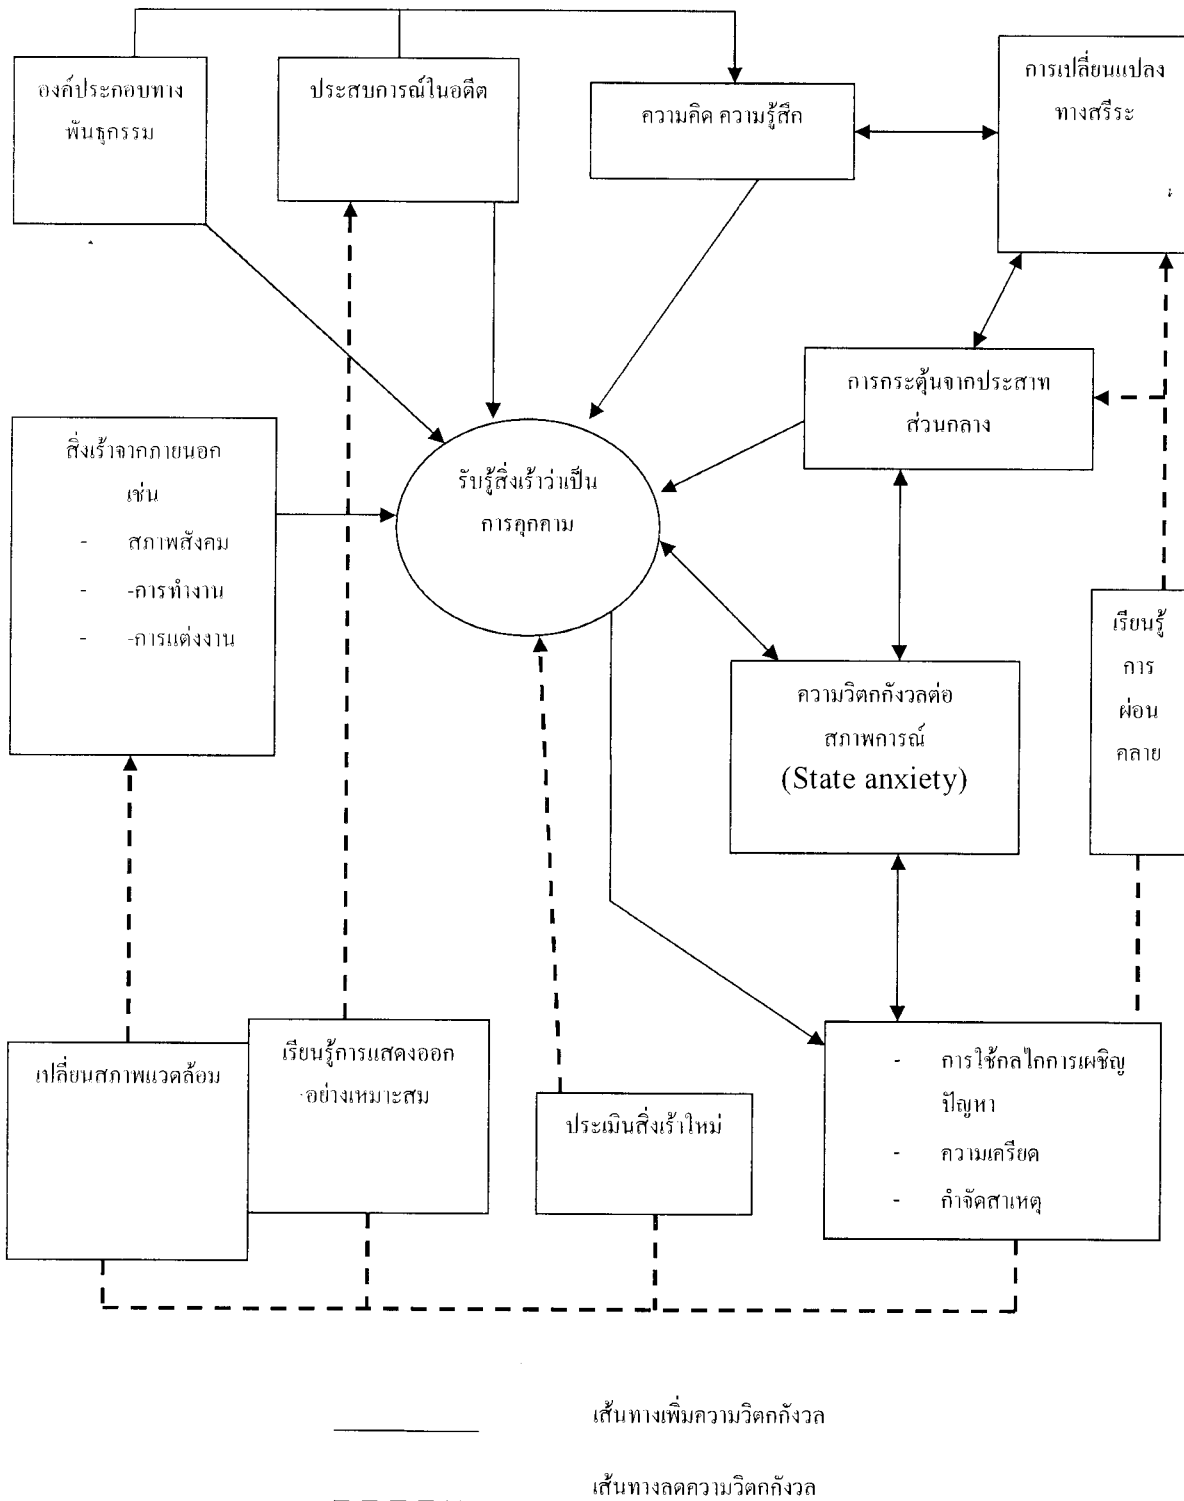 องค์ประกอบทาง
พันธุกรรม
ประสบการณ์ในอดีต
ความคิด ความรู้สึก
การเปลี่ยนแปลง
ทางสรีระ
การกระตุ้นจากประสาท
ส่วนกลาง
สิ่งเร้าจากภายนอก
เช่น
- สภาพสังคม
- -การทำงาน
- -การแต่งงาน
รับรู้สิ่งเร้าว่าเป็น
การคุกคาม
เรียนรู้
การ
ผ่อน
คลาย
ความวิตกกังวลต่อ
สภาพการณ์
(State anxiety)
เปลี่ยนสภาพแวดล้อม
เรียนรู้การแสดงออก
อย่างเหมาะสม
ประเมินสิ่งเร้าใหม่
- การใช้กลไกการเผชิญ
ปัญหา
- ความเครียด
- กำจัดสาเหตุ
เส้นทางเพิ่มความวิตกกังวล
เส้นทางลดความวิตกกังวล